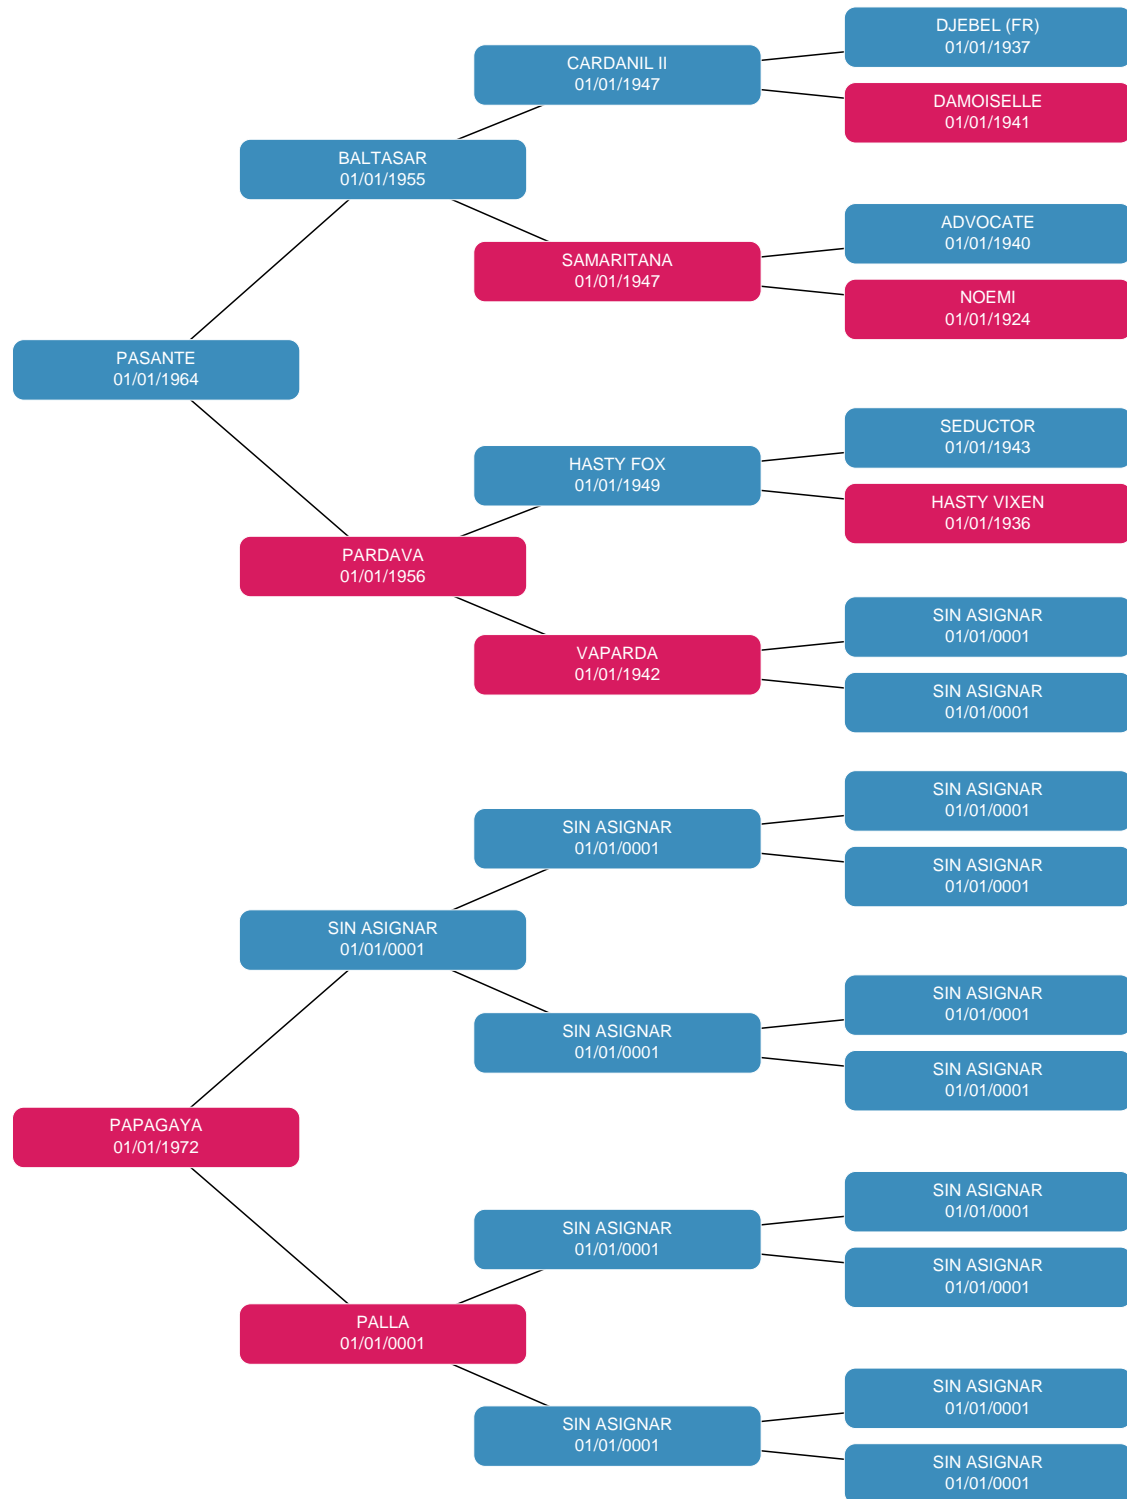 DJEBEL (FR)
01/01/1937
CARDANIL II
01/01/1947
DAMOISELLE
01/01/1941
BALTASAR
01/01/1955
ADVOCATE
01/01/1940
SAMARITANA
01/01/1947
NOEMI
01/01/1924
PASANTE
01/01/1964
SEDUCTOR
01/01/1943
HASTY FOX
01/01/1949
HASTY VIXEN
01/01/1936
PARDAVA
01/01/1956
SIN ASIGNAR
01/01/0001
VAPARDA
01/01/1942
SIN ASIGNAR
01/01/0001
SIN ASIGNAR
01/01/0001
SIN ASIGNAR
01/01/0001
SIN ASIGNAR
01/01/0001
SIN ASIGNAR
01/01/0001
SIN ASIGNAR
01/01/0001
SIN ASIGNAR
01/01/0001
SIN ASIGNAR
01/01/0001
PAPAGAYA
01/01/1972
SIN ASIGNAR
01/01/0001
SIN ASIGNAR
01/01/0001
SIN ASIGNAR
01/01/0001
PALLA
01/01/0001
SIN ASIGNAR
01/01/0001
SIN ASIGNAR
01/01/0001
SIN ASIGNAR
01/01/0001